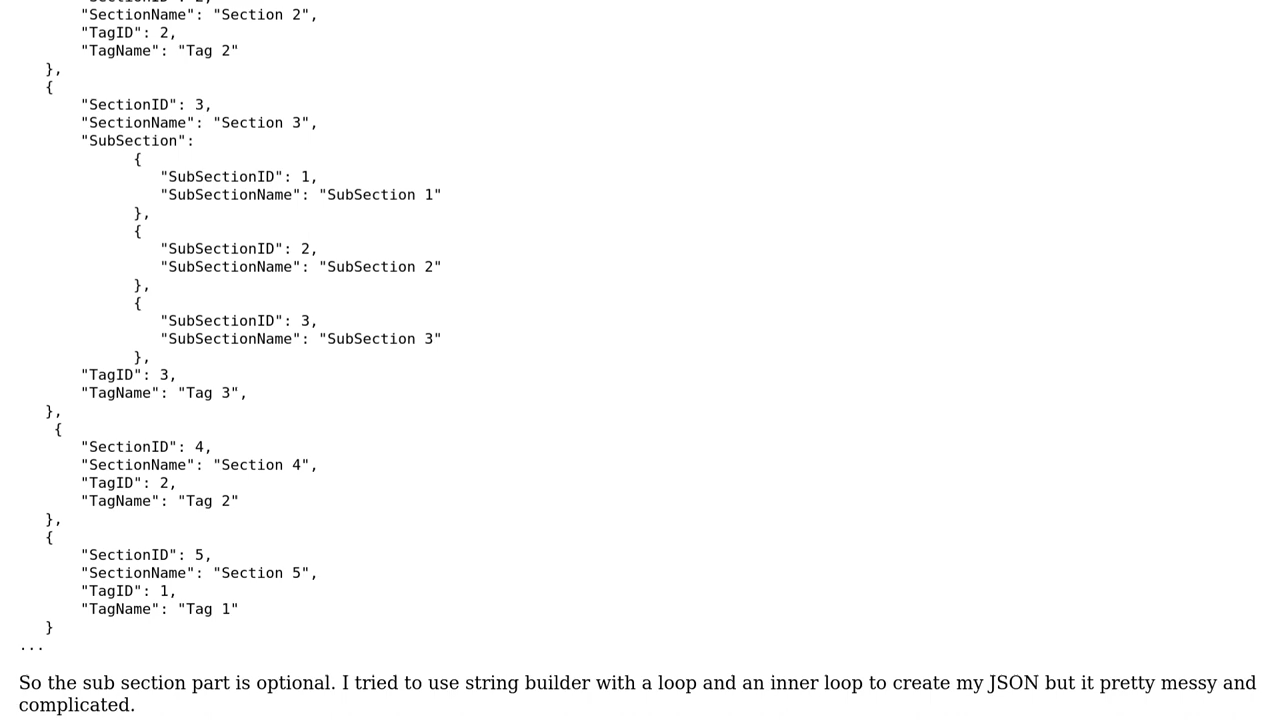 "SectionName": "Section 2",
"TagID": 2,
"TagName": "Tag 2"
},
{
"SectionID": 3,
"SectionName": "Section 3",
"SubSection":
{
"SubSectionID": 1,
"SubSectionName": "SubSection 1"
},
{
"SubSectionID": 2,
"SubSectionName": "SubSection 2"
},
{
"SubSectionID": 3,
"SubSectionName": "SubSection 3"
},
"TagID": 3,
"TagName": "Tag 3",
},
{
"SectionID": 4,
"SectionName": "Section 4",
"TagID": 2,
"TagName": "Tag 2"
},
{
"SectionID": 5,
"SectionName": "Section 5",
"TagID": 1,
"TagName": "Tag 1"
}
...
So the sub section part is optional. I tried to use string builder with a loop and an inner loop to create my JSON but it pretty messy and
complicated.